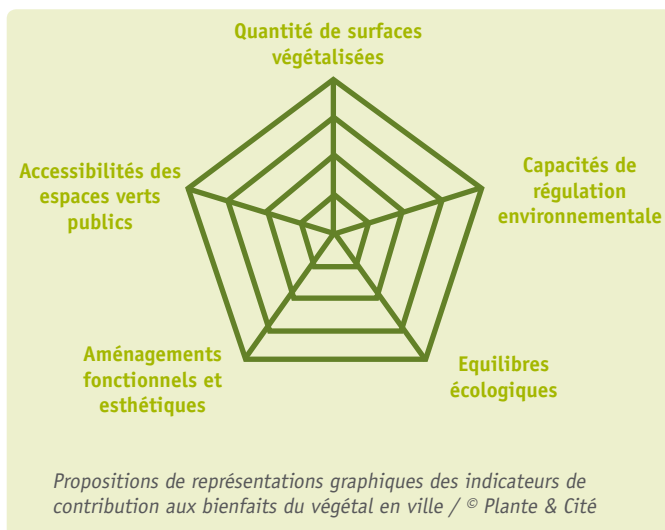 Quantité de surfaces
végétalisées
Accessibilités des
espaces verts
publics
Capacités de
régulation
environnementale
Aménagements
fonctionnels et
esthétiques
Equilibres
écologiques
Propositions de représentations graphiques des indicateurs de
contribution aux bienfaits du végétal en ville / © Plante & Cité